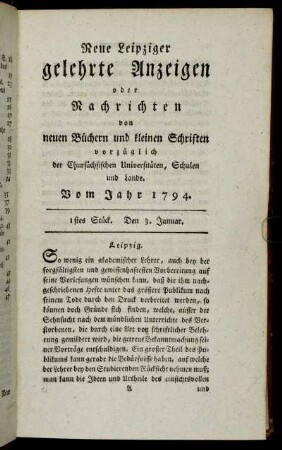 Neue Leipziger
gelehrte Anzeigen
oder
Nachrichten
von
neuen Büchern und kleinen Schriften
vorzüglich
der Chursächsischen Universitäten, Schulen
und Lande.
Vom Jahr 1794.
1stes Stück. Den 3. Januar.
Leipzig.
So wenig ein akademischer Lehrer, auch bey der
sorgfältigsten und gewissenhaftesten Vorbereitung auf
seine Vorlesungen wünschen kann, daß die ihm nach-
geschriebenen Hefte unter das größere Publikum nach
seinem Tode durch den Druck verbreitet werden, so
können doch Gründe sich finden, welche, ausser der
Sehnsucht nach dem mündlichen Unterrichte des Ver-
storbenen, die durch eine Art von schriftlicher Beleh-
rung gemildert wird, die getreue Bekanntmachung sei-
ner Vorträge entschuldigen. Ein großer Theil des Pu-
blikums kann gerade die Bedürfnisse haben, auf welche
der Lehrer bey den Studierenden Rücksicht nehmen muß;
man kann die Ideen und Urtheile des einsichtsvollen
A und